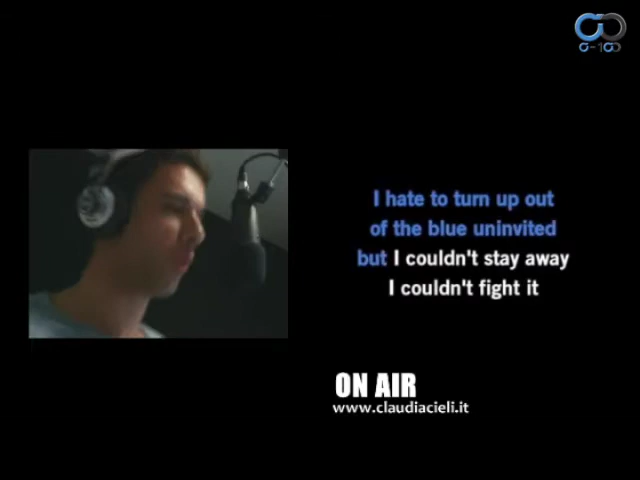 G-100
I hate to turn up out
of the blue uninvited
but I couldn't stay away
I couldn't fight it
ON AIR
www.claudiacieli.it